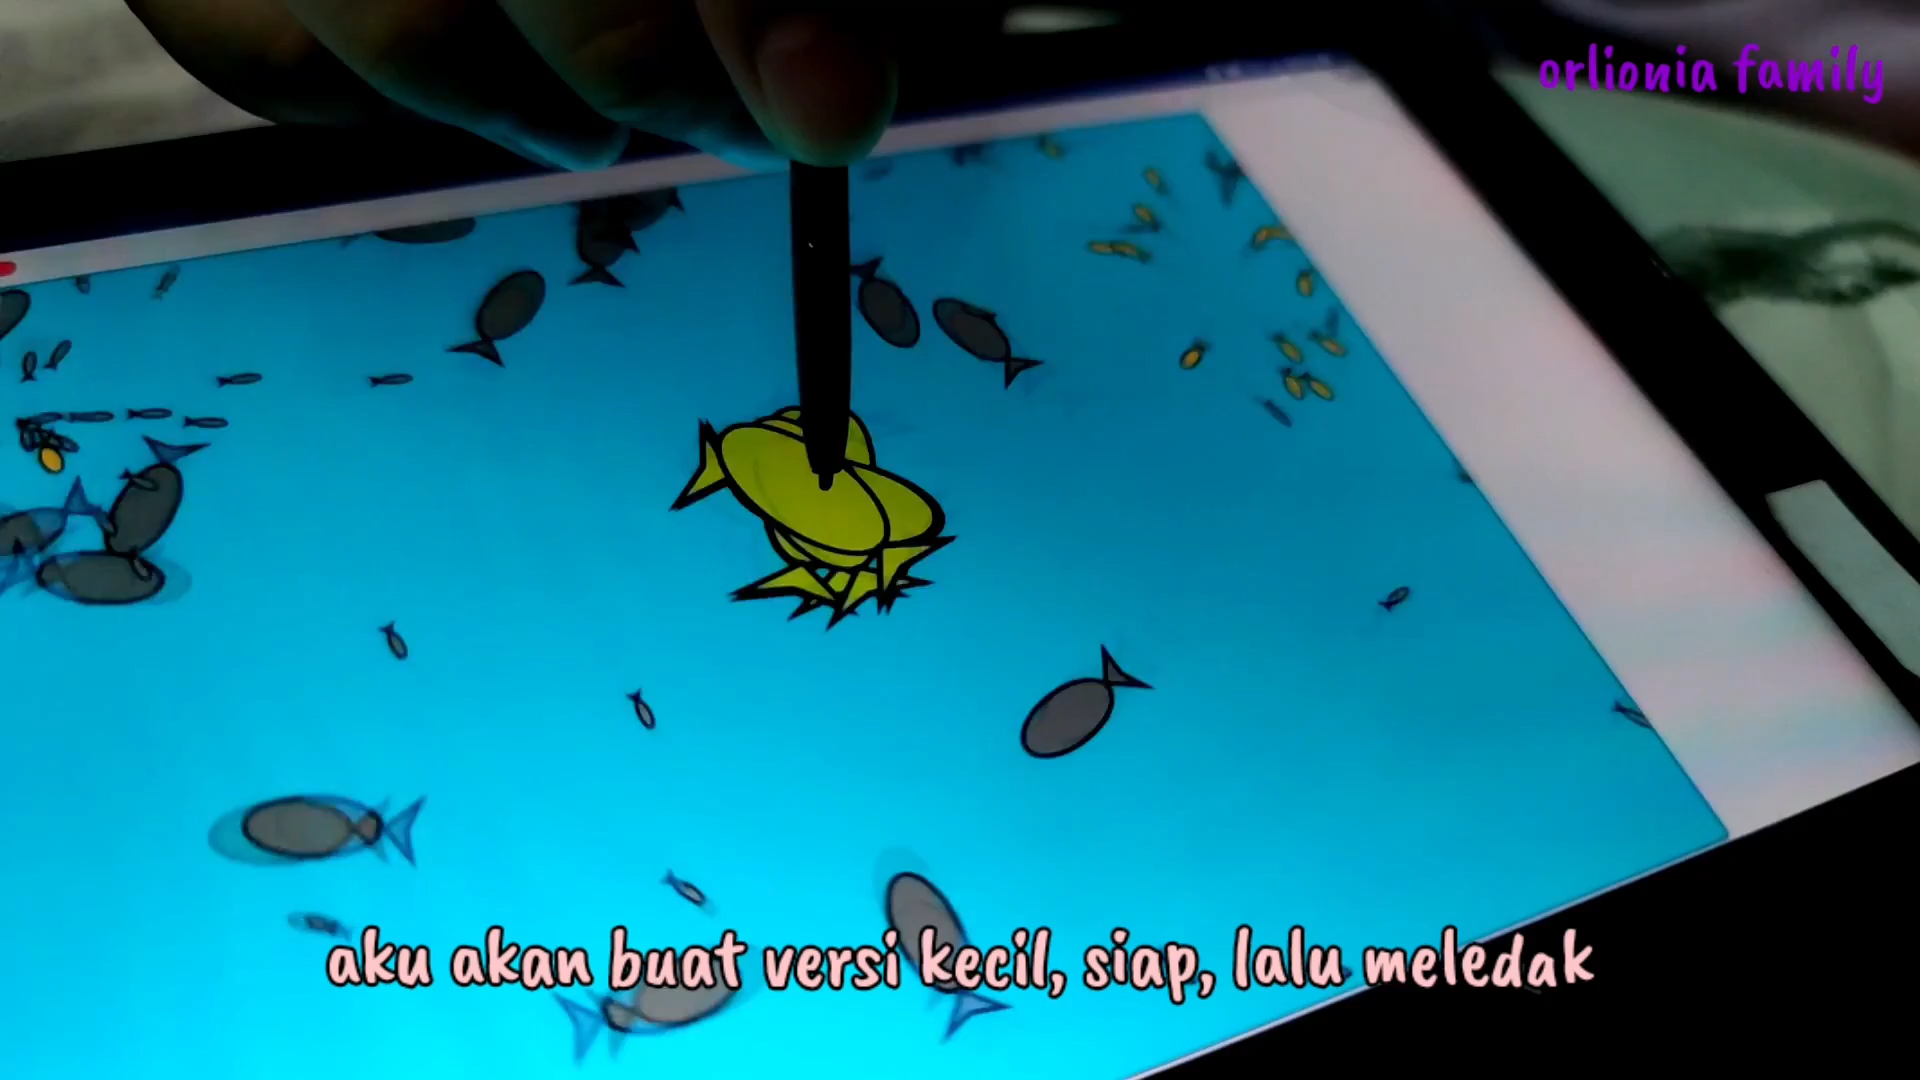 orlionia family
aku akan buat versi kecil, siap, lalu meledak